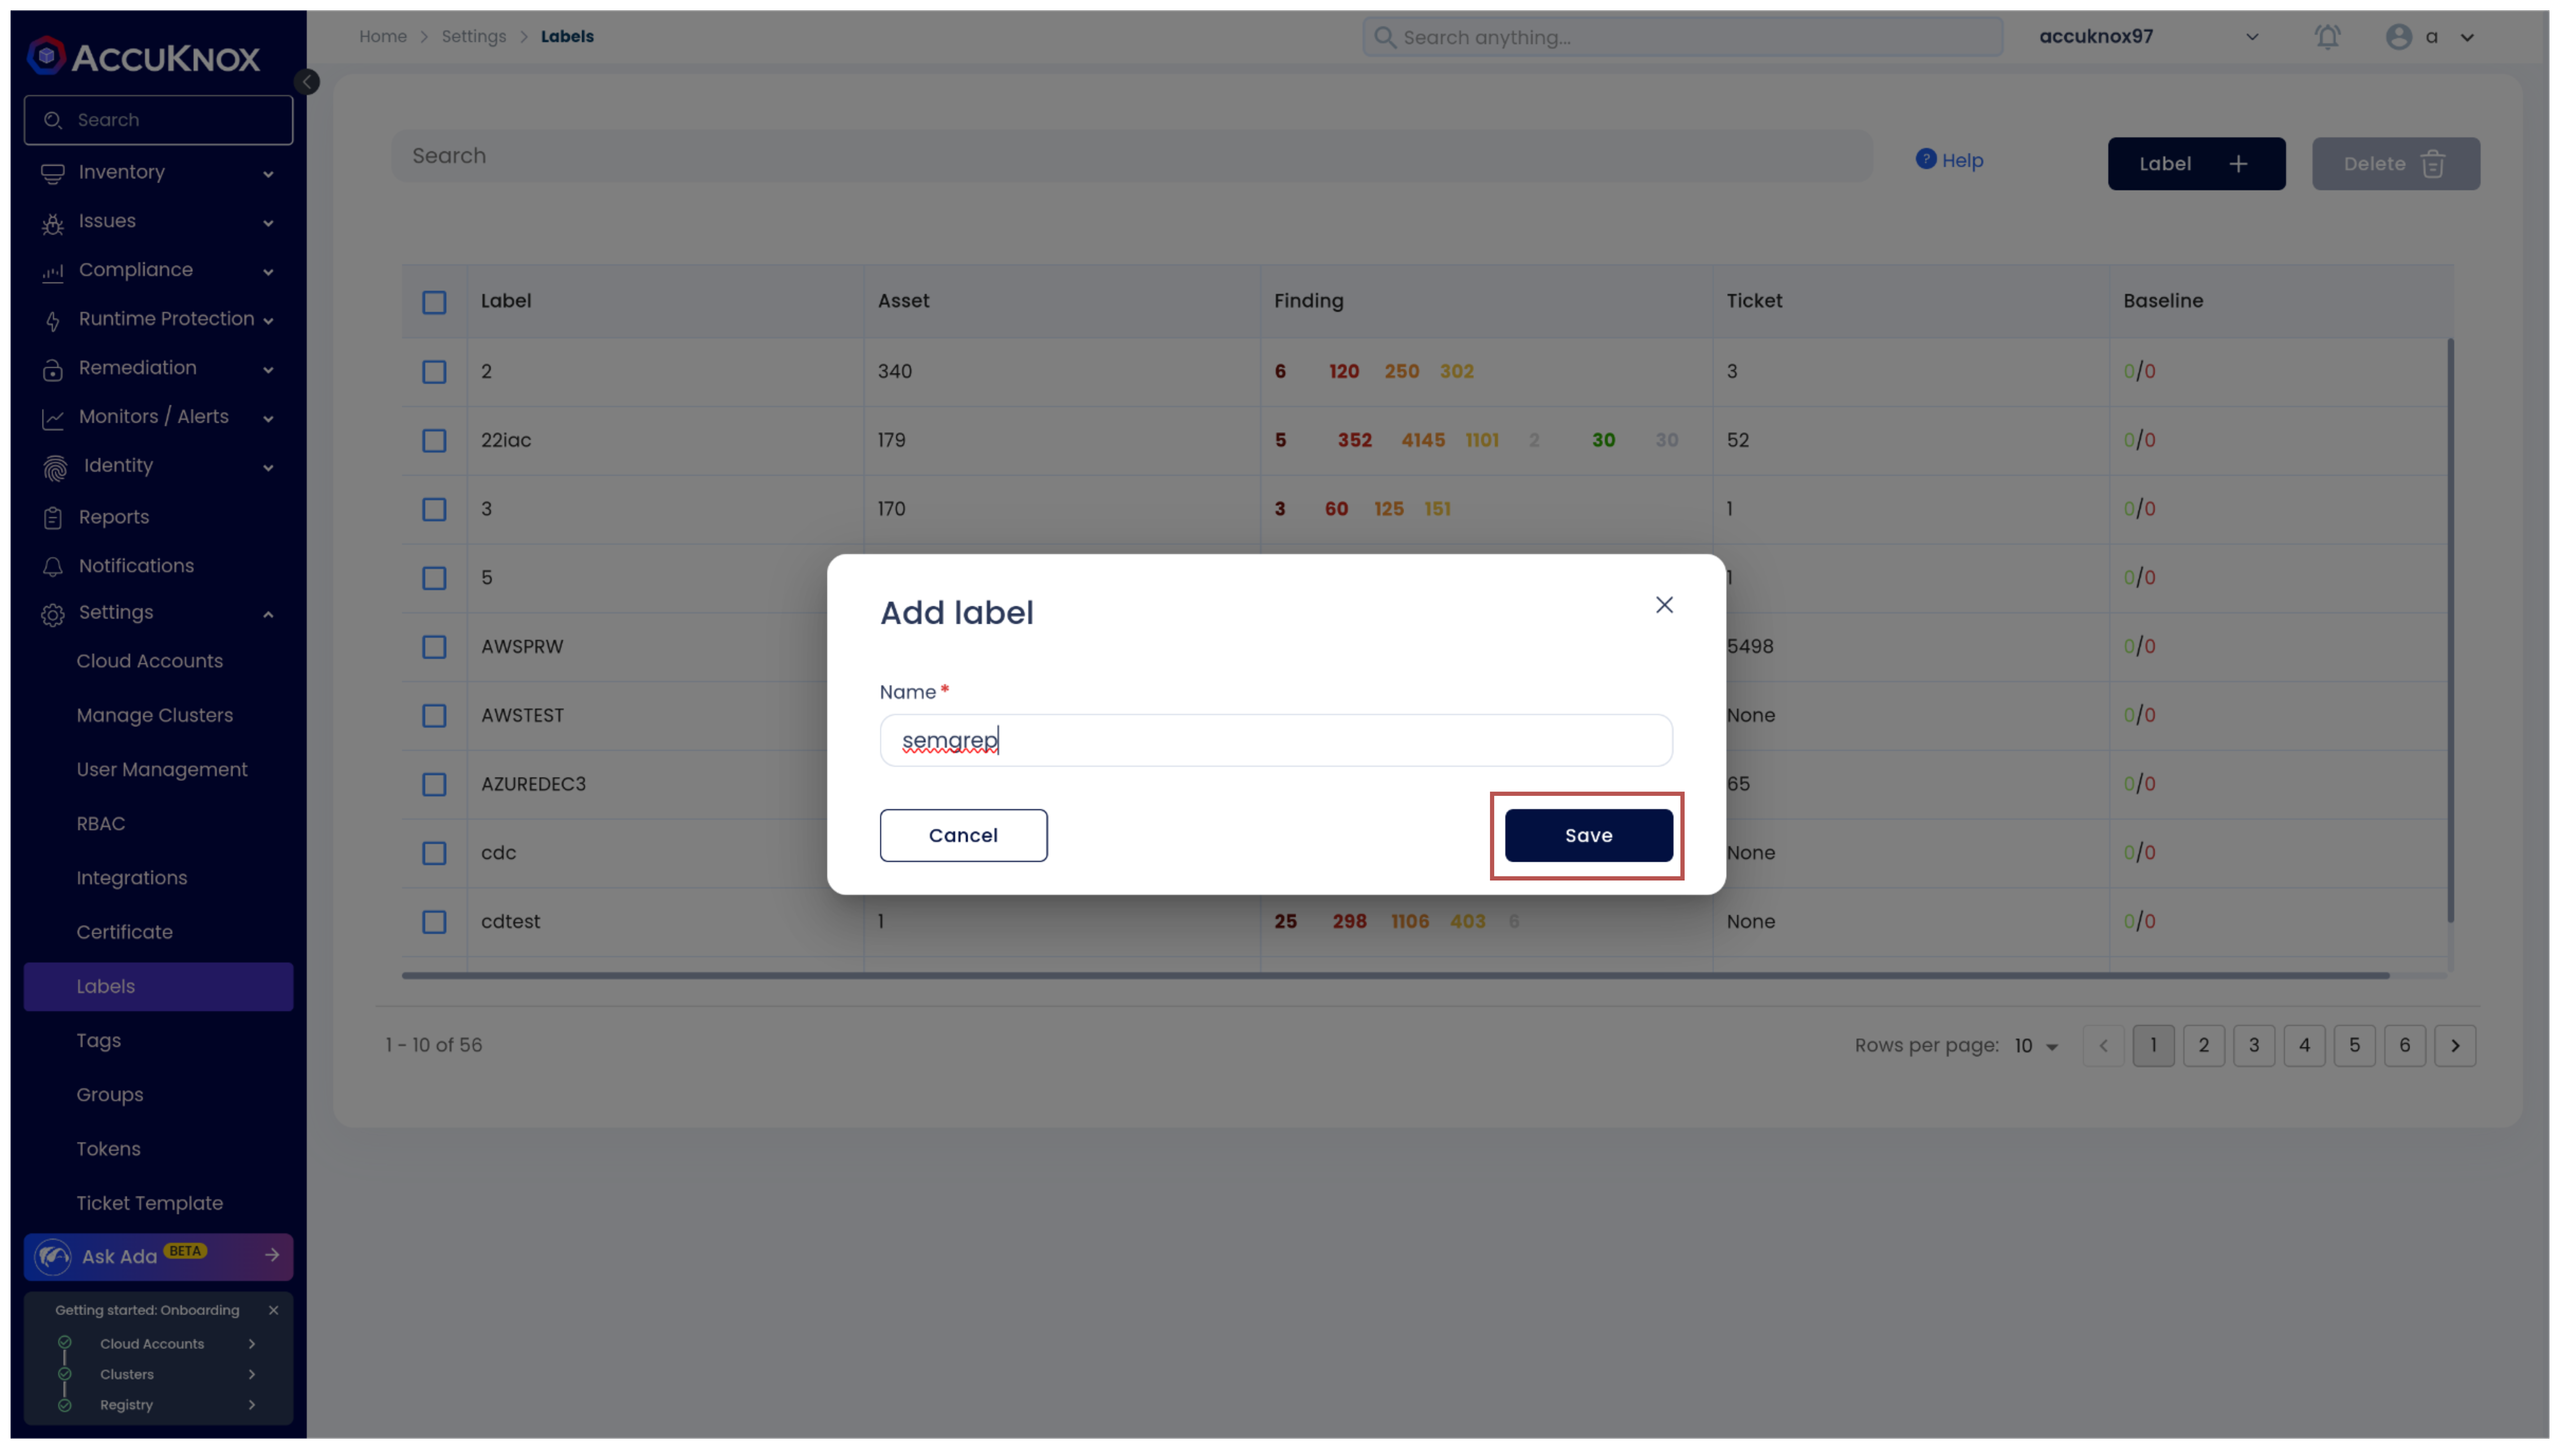 ACCUKNOX
Home > Settings > Labels
Search anything...
accuknox97
a
Search
Inventory
Issues
Compliance
Runtime Protection
Remediation
Monitors / Alerts
Identity
Reports
Notifications
Settings
Cloud Accounts
Manage Clusters
User Management
RBAC
Integrations
Certificate
Labels
Tags
Groups
Tokens
Ticket Template
Ask Ada BETA
Getting started: Onboarding
Cloud Accounts
Clusters
Registry
Search
? Help
Label +
Delete
Label Asset Finding Ticket Baseline
2 340 6 120 250 302 3 0/0
22iac 179 5 352 4145 1101 2 30 30 52 0/0
3 170 3 60 125 151 1 0/0
5 1 0/0
AWSPRW 5498 0/0
AWSTEST None 0/0
AZUREDEC3 65 0/0
cdc None 0/0
cdtest 1 25 298 1106 403 6 None 0/0
Add label
Name *
semgrep
Cancel Save
1 - 10 of 56
Rows per page: 10 < 1 2 3 4 5 6 >